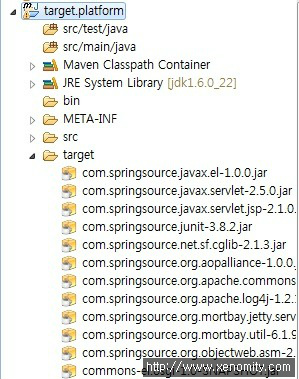 target.platform
src/test/java
src/main/java
Maven Classpath Container
JRE System Library [jdk1.6.0_22]
bin
META-INF
src
target
com.springsource.javax.el-1.0.0.jar
com.springsource.javax.servlet-2.5.0.jar
com.springsource.javax.servlet.jsp-2.1.0.
com.springsource.junit-3.8.2.jar
com.springsource.net.sf.cglib-2.1.3.jar
com.springsource.org.aopalliance-1.0.0.
com.springsource.org.apache.commons
com.springsource.org.apache.log4j-1.2.
com.springsource.org.mortbay.jetty.serv
com.springsource.org.mortbay.util-6.1.9
com.springsource.org.objectweb.asm-2.
http://www.xenomity.com